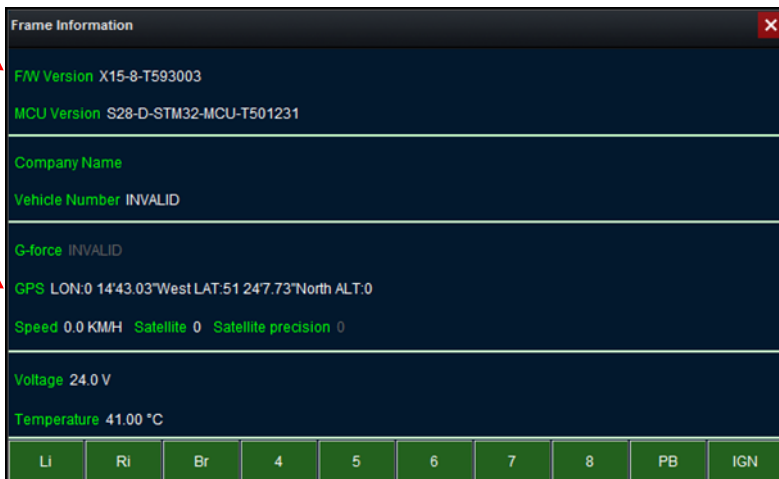 Frame Information
F/W Version X15-8-T593003
MCU Version S28-D-STM32-MCU-T501231
Company Name
Vehicle Number INVALID
G-force INVALID
GPS LON:0 14'43.03"West LAT:51 24'7.73"North ALT:0
Speed 0.0 KM/H Satellite 0 Satellite precision 0
Voltage 24.0 V
Temperature 41.00 °C
Li Ri Br 4 5 6 7 8 PB IGN